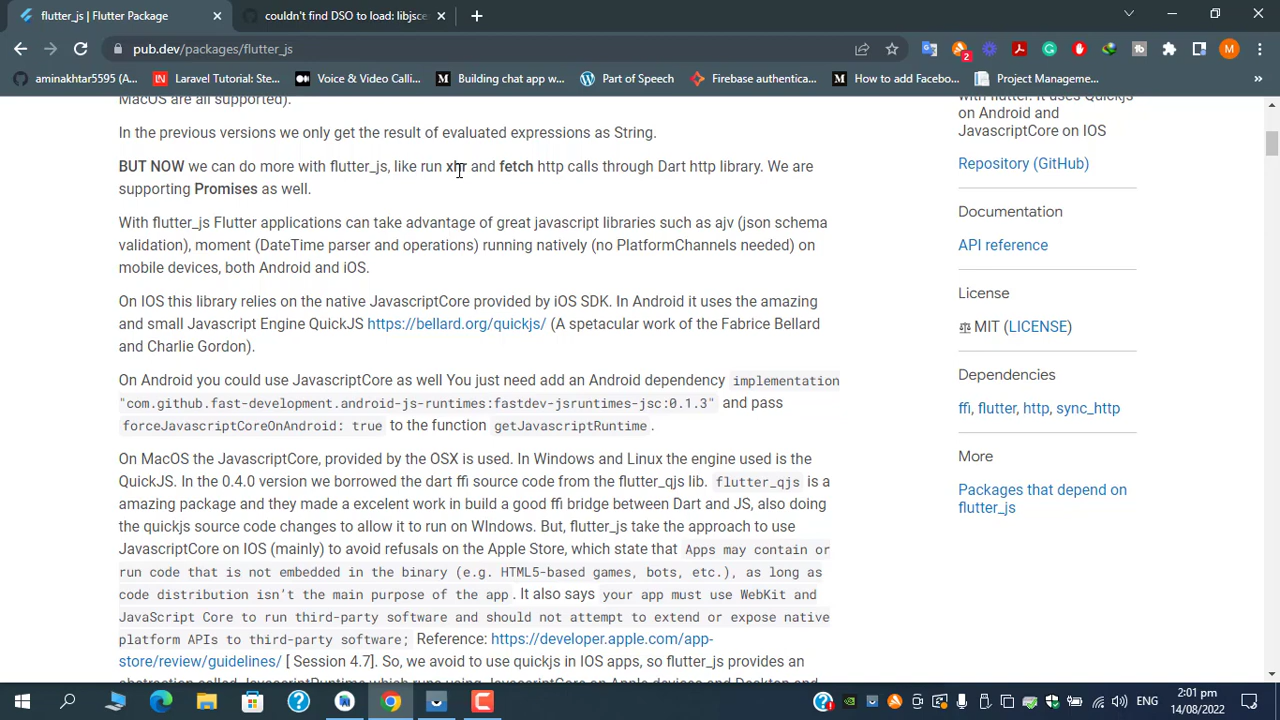 flutter_js | Flutter Package
couldn't find DSO to load: libjsce
pub.dev/packages/flutter_js
2
M
aminakhtar5595 (A...
Laravel Tutorial: Ste...
Voice & Video Calli...
Building chat app w...
Part of Speech
Firebase authentica...
How to add Facebo...
Project Manageme...
»
MacOS are all supported).
In the previous versions we only get the result of evaluated expressions as String.
BUT NOW we can do more with flutter_js, like run xhr and fetch http calls through Dart http library. We are
supporting Promises as well.
With flutter_js Flutter applications can take advantage of great javascript libraries such as ajv (json schema
validation), moment (DateTime parser and operations) running natively (no PlatformChannels needed) on
mobile devices, both Android and iOS.
On IOS this library relies on the native JavascriptCore provided by iOS SDK. In Android it uses the amazing
and small Javascript Engine QuickJS https://bellard.org/quickjs/ (A spetacular work of the Fabrice Bellard
and Charlie Gordon).
On Android you could use JavascriptCore as well You just need add an Android dependency implementation
"com.github.fast-development.android-js-runtimes:fastdev-jsruntimes-jsc:0.1.3" and pass
forceJavascriptCoreOnAndroid: true to the function getJavascriptRuntime.
On MacOS the JavascriptCore, provided by the OSX is used. In Windows and Linux the engine used is the
QuickJS. In the 0.4.0 version we borrowed the dart ffi source code from the flutter_qjs lib. flutter_qjs is a
amazing package and they made a excelent work in build a good ffi bridge between Dart and JS, also doing
the quickjs source code changes to allow it to run on WIndows. But, flutter_js take the approach to use
JavascriptCore on IOS (mainly) to avoid refusals on the Apple Store, which state that Apps may contain or
run code that is not embedded in the binary (e.g. HTML5-based games, bots, etc.), as long as
code distribution isn’t the main purpose of the app. It also says your app must use WebKit and
JavaScript Core to run third-party software and should not attempt to extend or expose native
platform APIs to third-party software; Reference: https://developer.apple.com/app-
store/review/guidelines/ [ Session 4.7]. So, we avoid to use quickjs in IOS apps, so flutter_js provides an
abstraction called JavascriptRuntime which runs using JavascriptCore on Apple devices and Desktop and
with flutter. It uses Quickjs
on Android and
JavascriptCore on IOS
Repository (GitHub)
Documentation
API reference
License
MIT (LICENSE)
Dependencies
ffi, flutter, http, sync_http
More
Packages that depend on
flutter_js
ENG
2:01 pm
14/08/2022